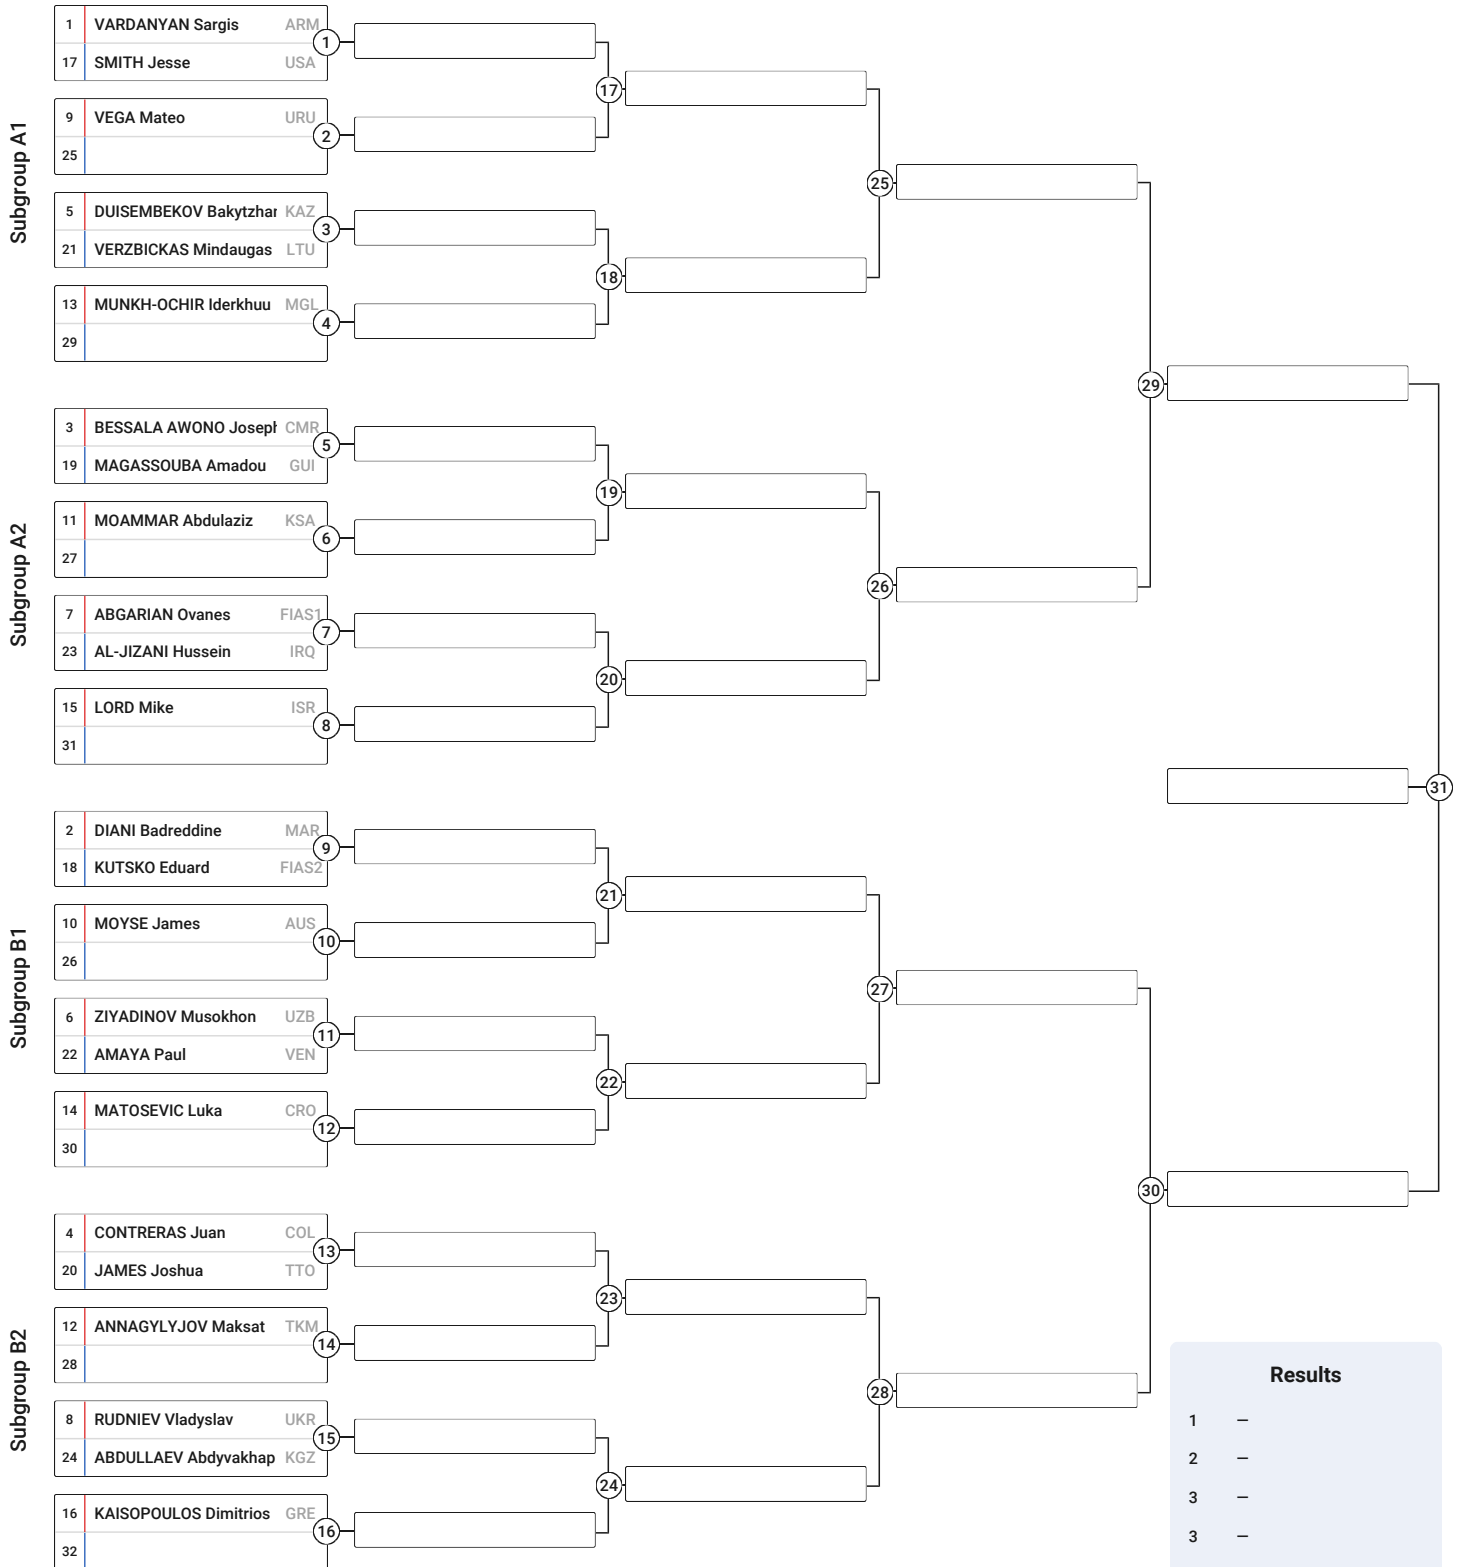 Subgroup A1
1 VARDANYAN Sargis ARM
17 SMITH Jesse USA
1
9 VEGA Mateo URU
25
2
5 DUISEMBEKOV Bakytzhar KAZ
21 VERZBICKAS Mindaugas LTU
3
13 MUNKH-OCHIR Iderkhuu MGL
29
4
17
18
25
Subgroup A2
3 BESSALA AWONO Joseph CMR
19 MAGASSOUBA Amadou GUI
5
11 MOAMMAR Abdulaziz KSA
27
6
7 ABGARIAN Ovanes FIAS1
23 AL-JIZANI Hussein IRQ
7
15 LORD Mike ISR
31
8
19
20
26
29
Subgroup B1
2 DIANI Badreddine MAR
18 KUTSKO Eduard FIAS2
9
10 MOYSE James AUS
26
10
6 ZIYADINOV Musokhon UZB
22 AMAYA Paul VEN
11
14 MATOSEVIC Luka CRO
30
12
21
22
27
Subgroup B2
4 CONTRERAS Juan COL
20 JAMES Joshua TTO
13
12 ANNAGYLYJOV Maksat TKM
28
14
8 RUDNIEV Vladyslav UKR
24 ABDULLAEV Abdyvakhap KGZ
15
16 KAISOPOULOS Dimitrios GRE
32
16
23
24
28
30
31
Results
1 –
2 –
3 –
3 –